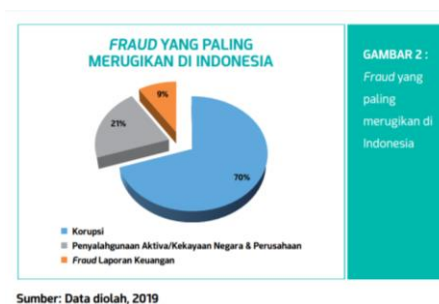 FRAUD YANG PALING
MERUGIKAN DI INDONESIA
9%
21%
70%
Korupsi
Penyalahgunaan Aktiva/Kekayaan Negara & Perusahaan
Fraud Laporan Keuangan
GAMBAR 2 :
Fraud yang
paling
merugikan di
Indonesia
Sumber: Data diolah, 2019